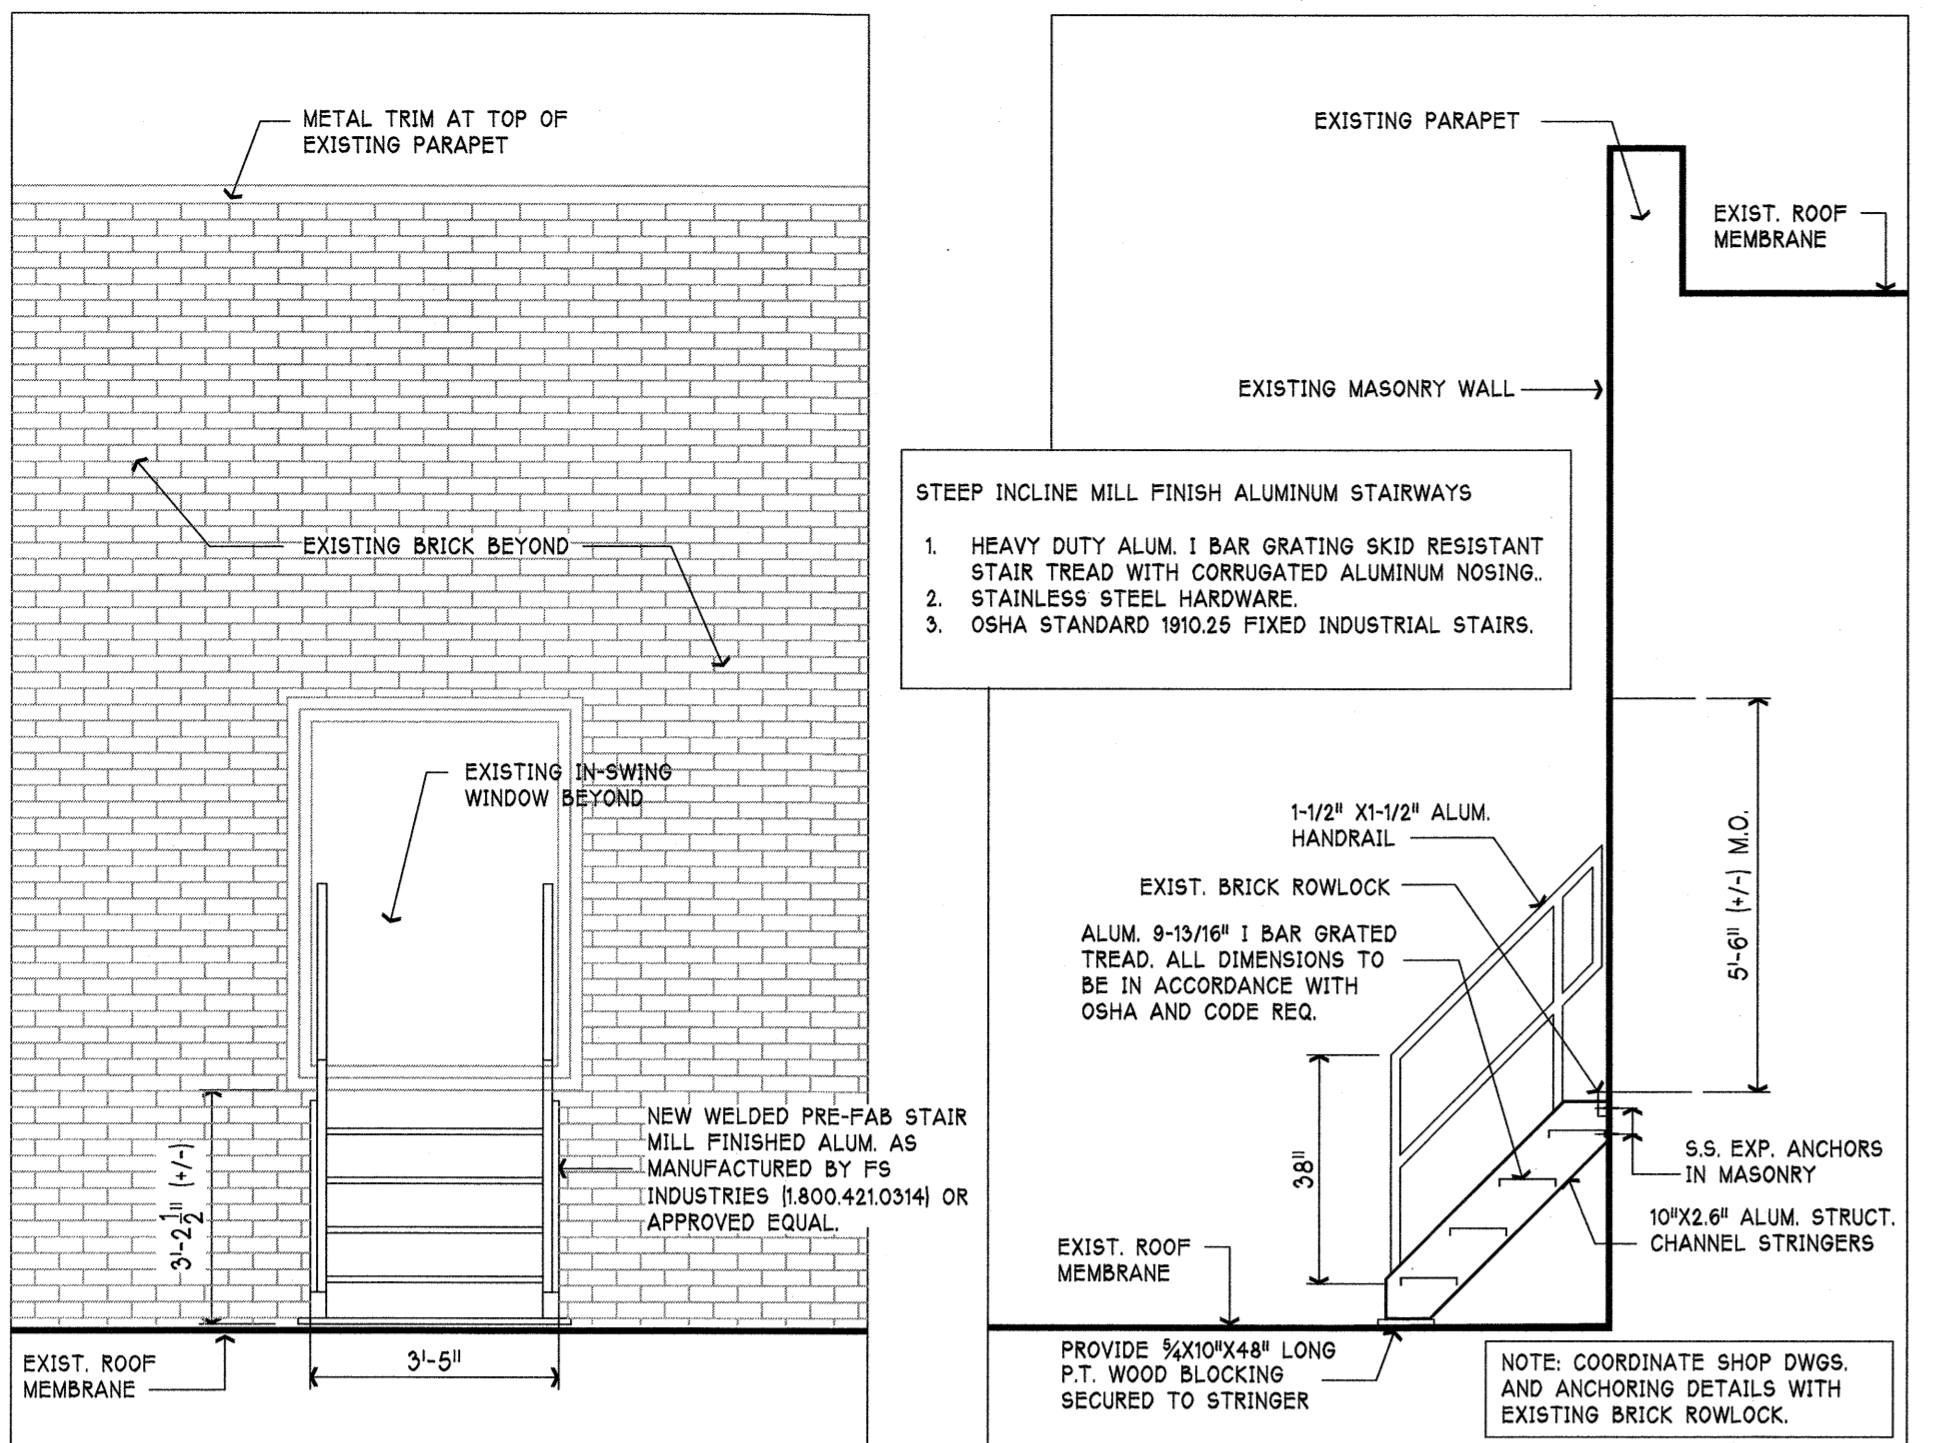 METAL TRIM AT TOP OF
EXISTING PARAPET
EXISTING BRICK BEYOND
EXISTING IN-SWING
WINDOW BEYOND
3'-2 1/2" (+/-)
NEW WELDED PRE-FAB STAIR
MILL FINISHED ALUM. AS
MANUFACTURED BY FS
INDUSTRIES (1.800.421.0314) OR
APPROVED EQUAL.
EXIST. ROOF
MEMBRANE
3'-5"
EXISTING PARAPET
EXIST. ROOF
MEMBRANE
EXISTING MASONRY WALL
STEEP INCLINE MILL FINISH ALUMINUM STAIRWAYS
1. HEAVY DUTY ALUM. I BAR GRATING SKID RESISTANT
STAIR TREAD WITH CORRUGATED ALUMINUM NOSING..
2. STAINLESS STEEL HARDWARE.
3. OSHA STANDARD 1910.25 FIXED INDUSTRIAL STAIRS.
1-1/2" X1-1/2" ALUM.
HANDRAIL
EXIST. BRICK ROWLOCK
ALUM. 9-13/16" I BAR GRATED
TREAD. ALL DIMENSIONS TO
BE IN ACCORDANCE WITH
OSHA AND CODE REQ.
5'-6" (+/-) M.O.
38"
S.S. EXP. ANCHORS
IN MASONRY
10"X2.6" ALUM. STRUCT.
CHANNEL STRINGERS
EXIST. ROOF
MEMBRANE
PROVIDE 5/4X10"X48" LONG
P.T. WOOD BLOCKING
SECURED TO STRINGER
NOTE: COORDINATE SHOP DWGS.
AND ANCHORING DETAILS WITH
EXISTING BRICK ROWLOCK.